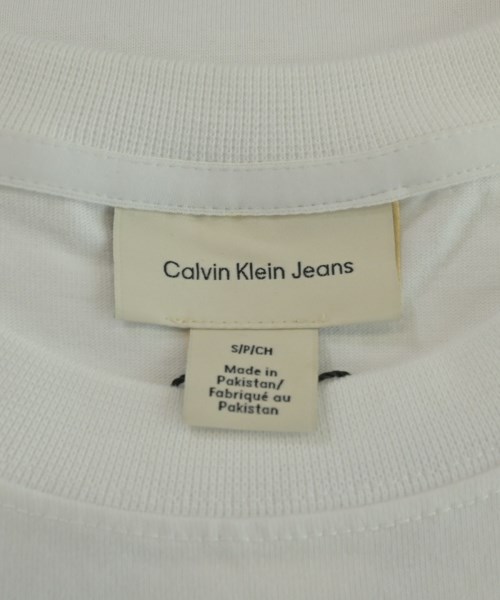 Calvin Klein Jeans
S/P/CH
Made in
Pakistan/
Fabriqué au
Pakistan